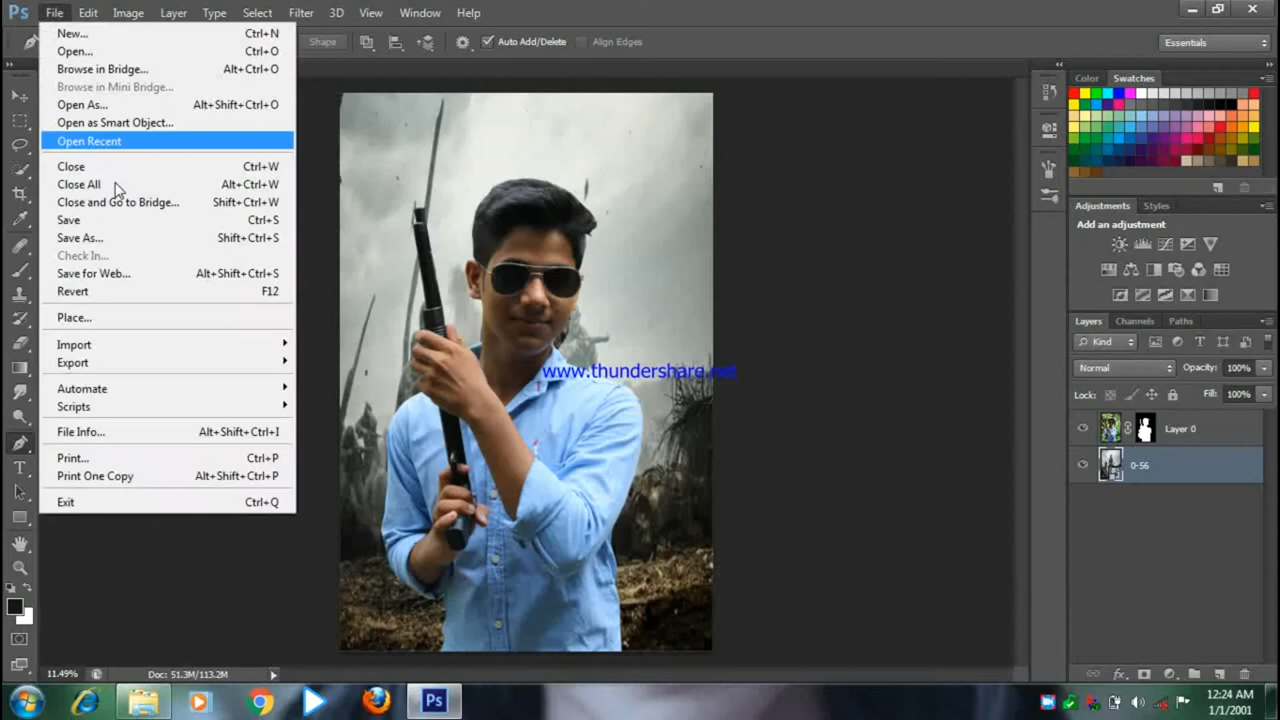 Ps File Edit Image Layer Type Select Filter 3D View Window Help
Shape Auto Add/Delete Align Edges Essentials
New... Ctrl+N
Open... Ctrl+O
Browse in Bridge... Alt+Ctrl+O
Browse in Mini Bridge...
Open As... Alt+Shift+Ctrl+O
Open as Smart Object...
Open Recent
Close Ctrl+W
Close All Alt+Ctrl+W
Close and Go to Bridge... Shift+Ctrl+W
Save Ctrl+S
Save As... Shift+Ctrl+S
Check In...
Save for Web... Alt+Shift+Ctrl+S
Revert F12
Place...
Import
Export
Automate
Scripts
File Info... Alt+Shift+Ctrl+I
Print... Ctrl+P
Print One Copy Alt+Shift+Ctrl+P
Exit Ctrl+Q
www.thundershare.net
Color Swatches
Adjustments Styles
Add an adjustment
Layers Channels Paths
Kind
Normal Opacity: 100%
Lock: Fill: 100%
Layer 0
0-56
11.49% Doc: 51.3M/113.2M
Ps
12:24 AM
1/1/2001